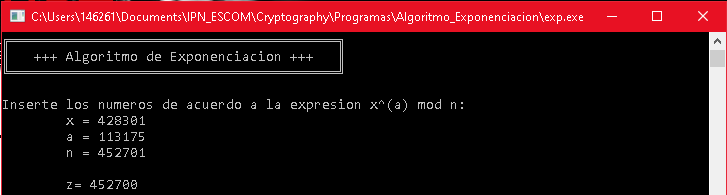 C:\Users\146261\Documents\IPN_ESCOM\Cryptography\Programas\Algoritmo_Exponenciacion\exp.exe
+++ Algoritmo de Exponenciacion +++
Inserte los numeros de acuerdo a la expresion x^(a) mod n:
x = 428301
a = 113175
n = 452701
z= 452700